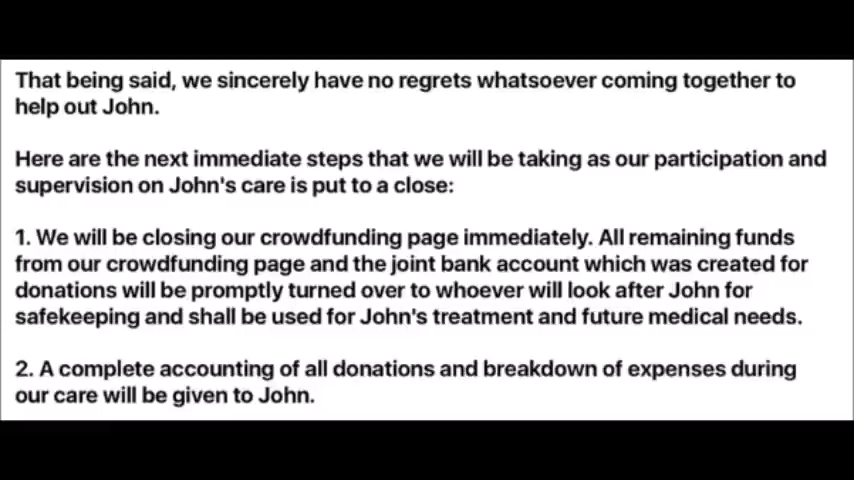 That being said, we sincerely have no regrets whatsoever coming together to
help out John.
Here are the next immediate steps that we will be taking as our participation and
supervision on John's care is put to a close:
1. We will be closing our crowdfunding page immediately. All remaining funds
from our crowdfunding page and the joint bank account which was created for
donations will be promptly turned over to whoever will look after John for
safekeeping and shall be used for John's treatment and future medical needs.
2. A complete accounting of all donations and breakdown of expenses during
our care will be given to John.